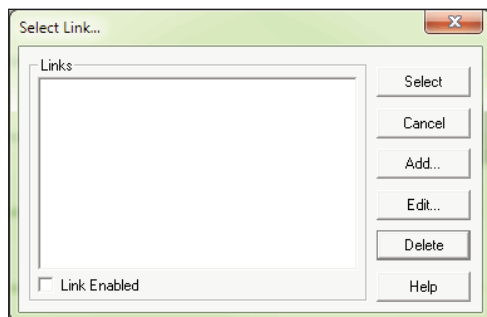 Select Link...
Links
Select
Cancel
Add...
Edit...
Delete
Link Enabled
Help